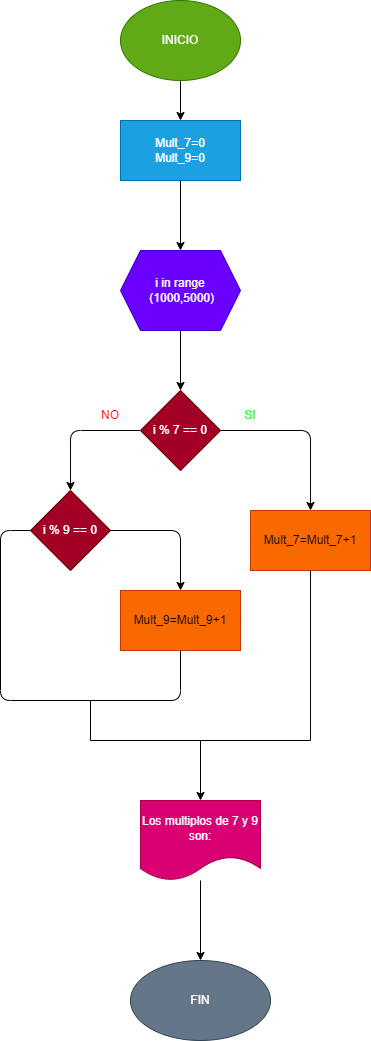 INICIO
Mult_7=0
Mult_9=0
i in range
(1000,5000)
NO
SI
i % 7 == 0
i % 9 == 0
Mult_7=Mult_7+1
Mult_9=Mult_9+1
Los multiplos de 7 y 9
son:
FIN